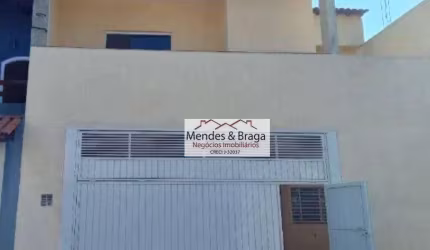 Mendes & Braga
Negócios Imobiliários